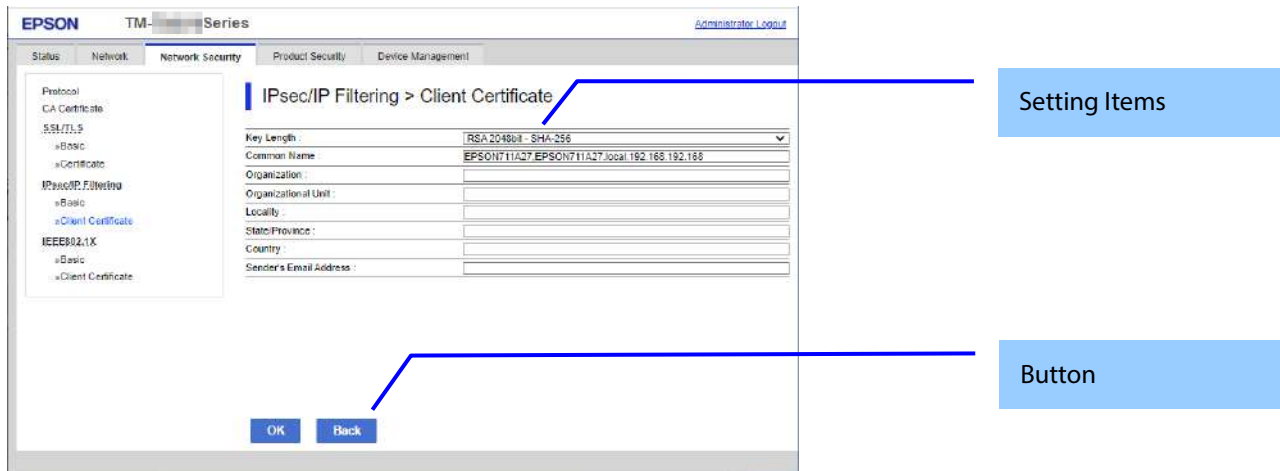 EPSON TM- Series
Administrator Logout
Status Network Network Security Product Security Device Management
Protocol
CA Certificate
SSL/TLS
»Basic
»Certificate
IPsec/IP Filtering
»Basic
»Client Certificate
IEEE802.1X
»Basic
»Client Certificate
IPsec/IP Filtering > Client Certificate
Key Length : RSA 2048bit - SHA-256
Common Name : EPSON711A27,EPSON711A27.local,192.168.192.168
Organization :
Organizational Unit :
Locality :
State/Province :
Country :
Sender's Email Address :
OK Back
Setting Items
Button